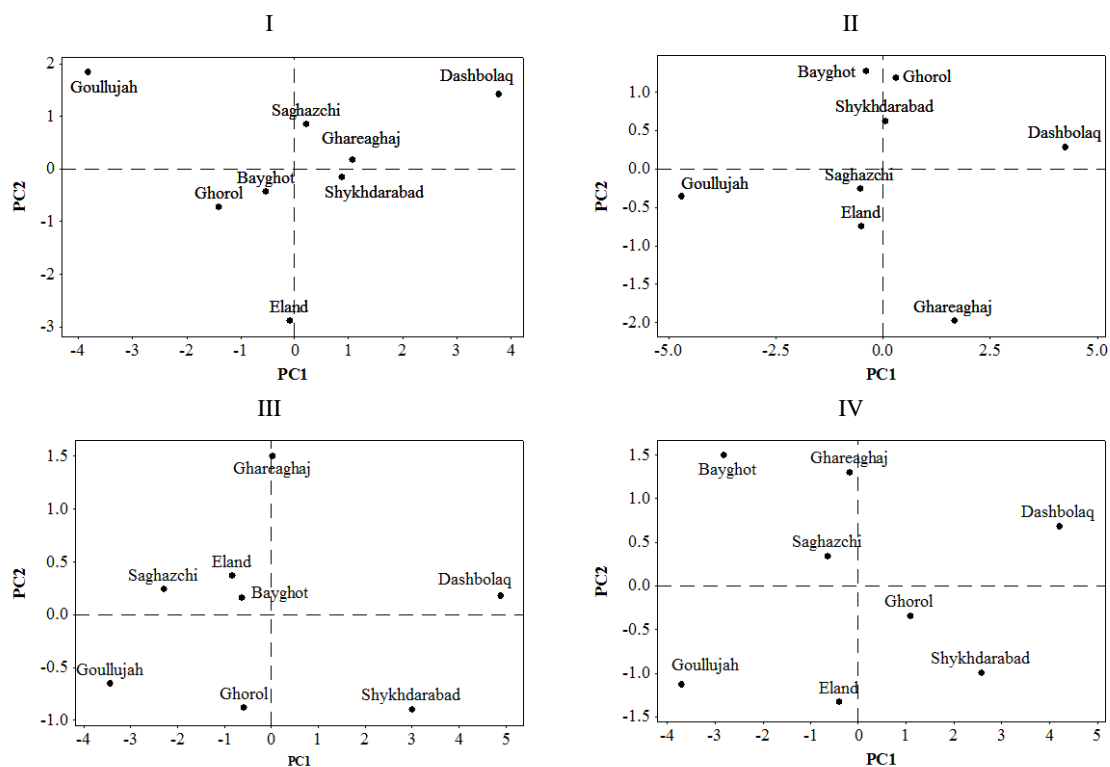 I
2
1
0
-1
-2
-3
PC2
Goullujah
Dashbolaq
Saghazchi
Ghareaghaj
Bayghot
Shykhdarabad
Ghorol
Eland
-4
-3
-2
-1
0
1
2
3
4
PC1
II
1.0
0.5
0.0
-0.5
-1.0
-1.5
-2.0
PC2
Bayghot
Ghorol
Shykhdarabad
Dashbolaq
Saghazchi
Goullujah
Eland
Ghareaghaj
-5.0
-2.5
0.0
2.5
5.0
PC1
III
1.5
1.0
0.5
0.0
-0.5
-1.0
PC2
Ghareaghaj
Eland
Saghazchi
Dashbolaq
Bayghot
Goullujah
Ghorol
Shykhdarabad
-4
-3
-2
-1
0
1
2
3
4
5
PC1
IV
1.5
1.0
0.5
0.0
-0.5
-1.0
-1.5
PC2
Bayghot
Ghareaghaj
Dashbolaq
Saghazchi
Ghorol
Goullujah
Shykhdarabad
Eland
-4
-3
-2
-1
0
1
2
3
4
5
PC1